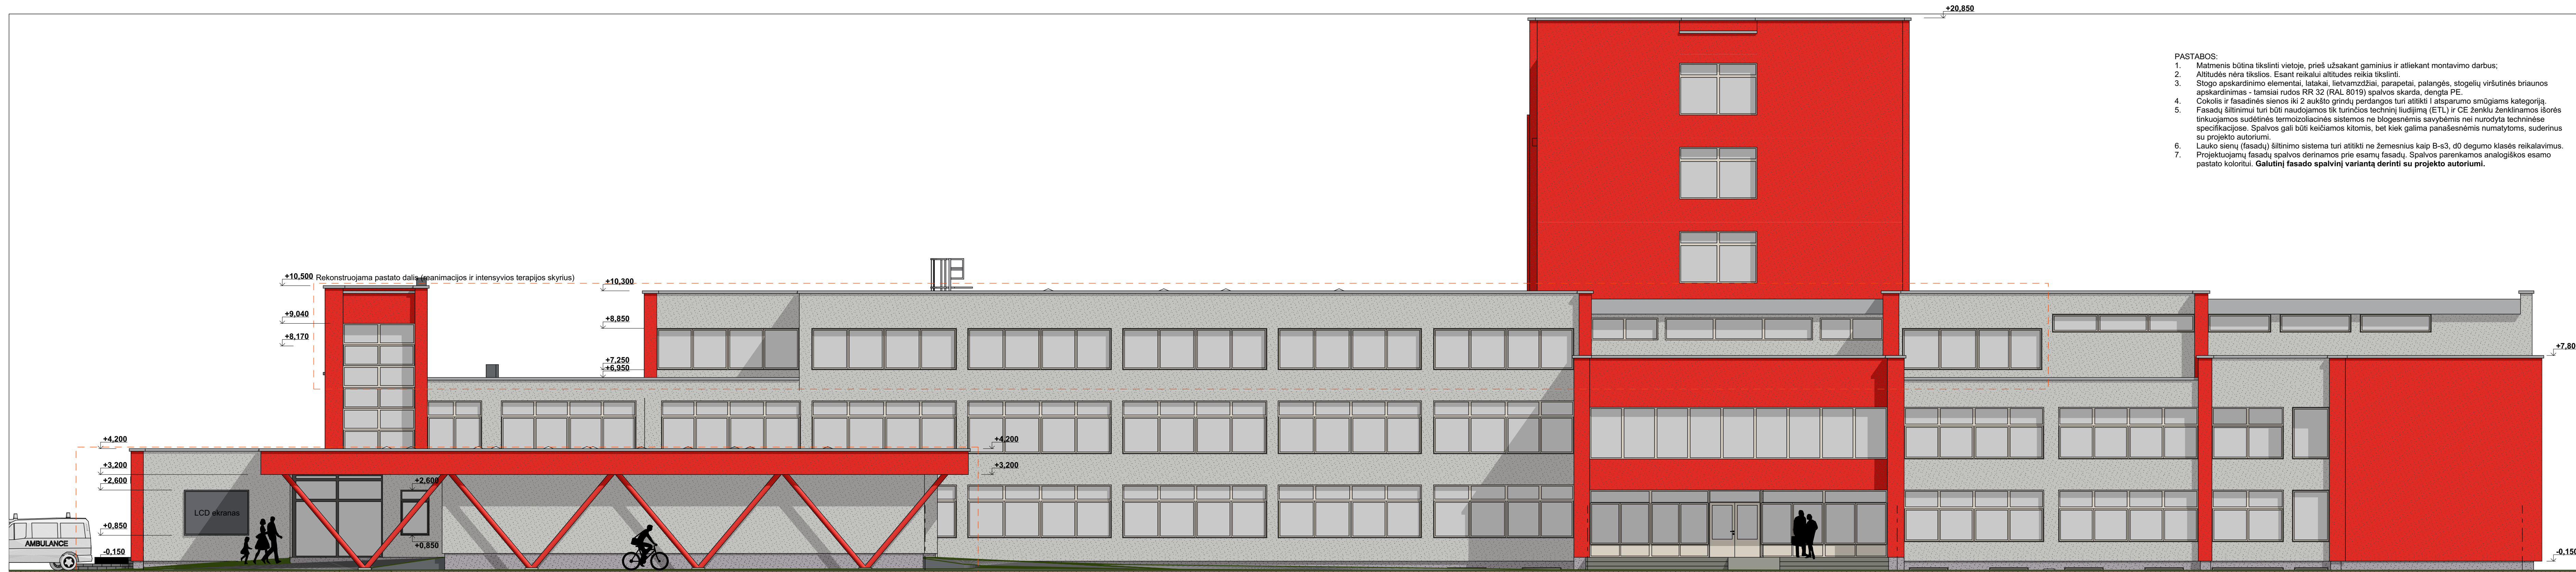 +20,850
PASTABOS:
1. Matmenis būtina tikslinti vietoje, prieš užsakant gaminius ir atliekant montavimo darbus;
2. Altitudės nėra tikslios. Esant reikalui altitudes reikia tikslinti.
3. Stogo apskardinimo elementai, latakai, lietvamzdžiai, parapetai, palangės, stogelių viršutinės briaunos
apskardinimas - tamsiai rudos RR 32 (RAL 8019) spalvos skarda, dengta PE.
4. Cokolis ir fasadinės sienos iki 2 aukšto grindų perdangos turi atitikti I atsparumo smūgiams kategoriją.
5. Fasadų šiltinimui turi būti naudojamos tik turinčios techninį liudijimą (ETL) ir CE ženklu ženklinamos išorės
tinkuojamos sudėtinės termoizoliacinės sistemos ne blogesnėmis savybėmis nei nurodyta techninėse
specifikacijose. Spalvos gali būti keičiamos kitomis, bet kiek galima panašesnėmis numatytoms, suderinus
su projekto autoriumi.
6. Lauko sienų (fasadų) šiltinimo sistema turi atitikti ne žemesnius kaip B-s3, d0 degumo klasės reikalavimus.
7. Projektuojamų fasadų spalvos derinamos prie esamų fasadų. Spalvos parenkamos analogiškos esamo
pastato koloritui. Galutinį fasado spalvinį variantą derinti su projekto autoriumi.
+10,500 Rekonstruojama pastato dalis (reanimacijos ir intensyvios terapijos skyrius)
+10,300
+9,040
+8,850
+8,170
+7,250
+6,950
+7,80
+4,200
+4,200
+3,200
+3,200
+2,600
+2,600
LCD ekranas
+0,850
+0,850
AMBULANCE
-0,150
-0,150